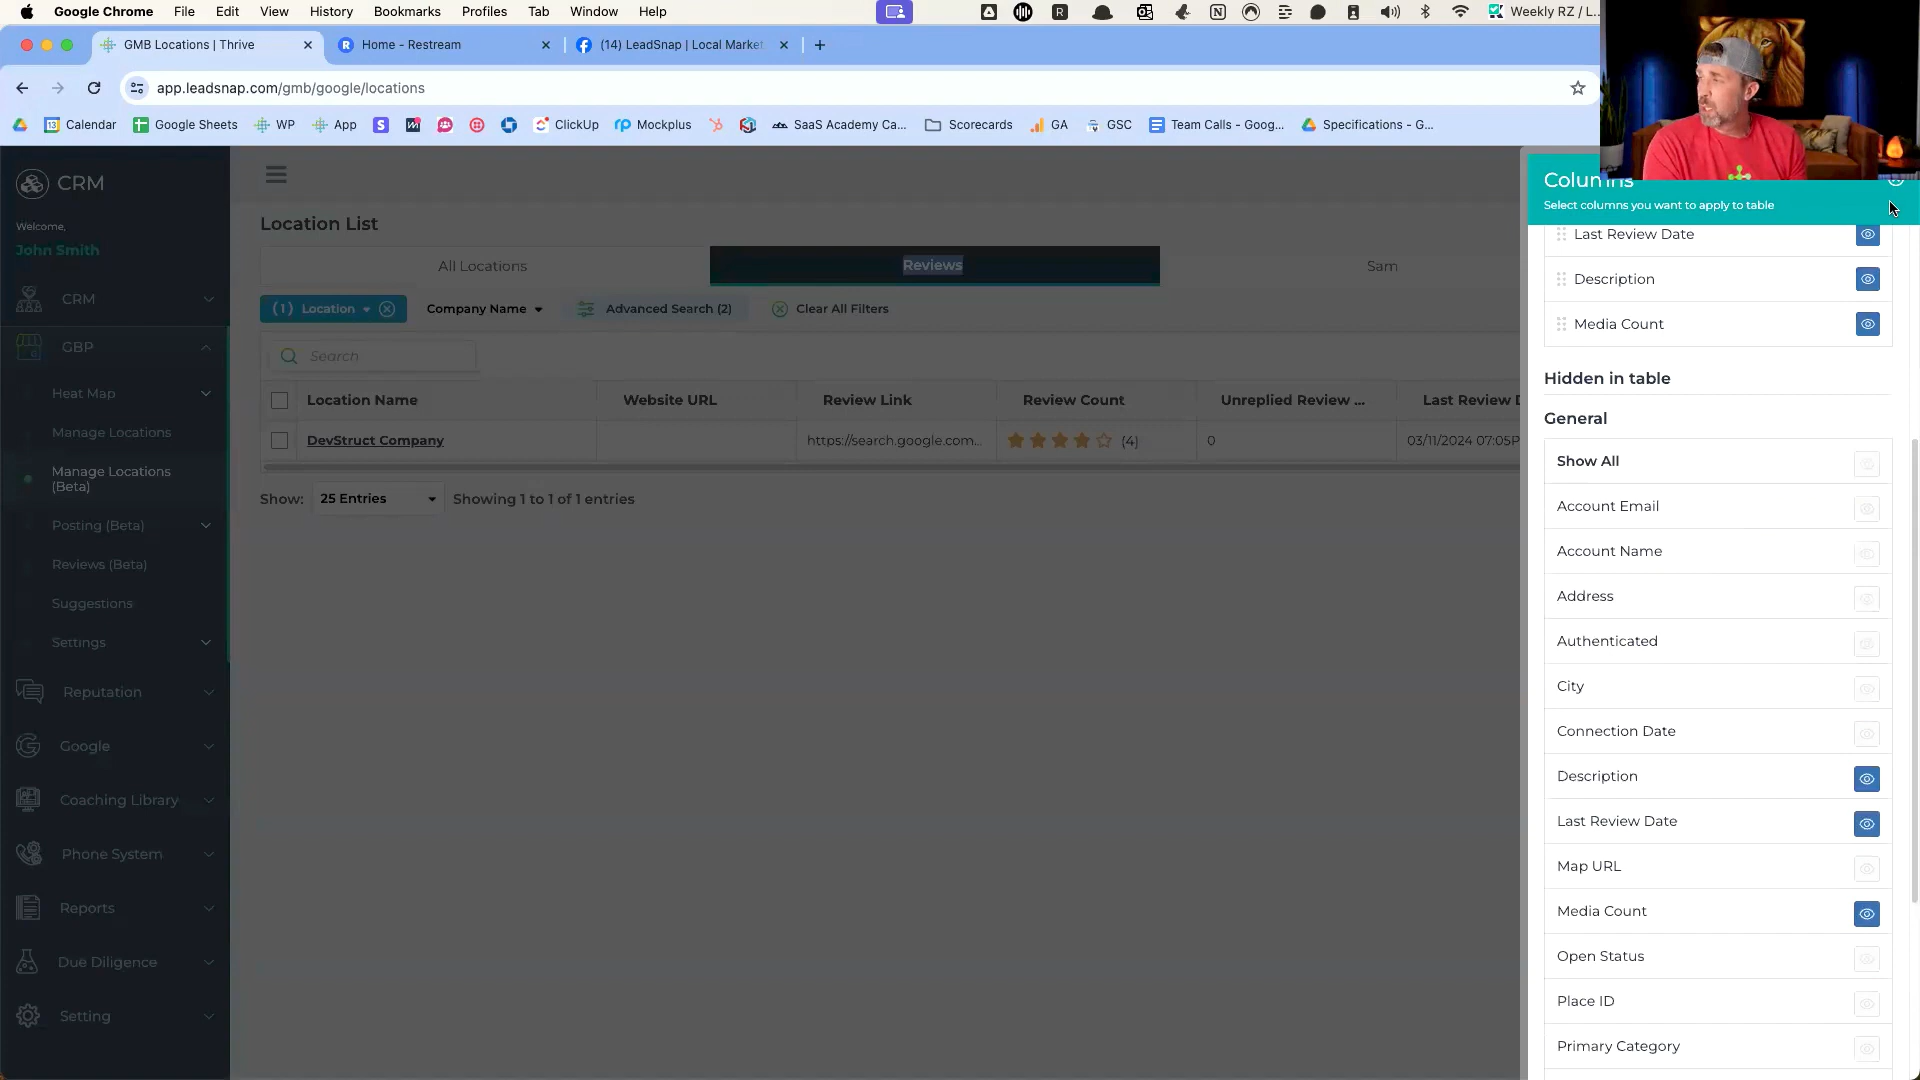 Google Chrome File Edit View History Bookmarks Profiles Tab Window Help Weekly RZ / L...
GMB Locations | Thrive
Home - Restream
(14) LeadSnap | Local Market
app.leadsnap.com/gmb/google/locations
Calendar Google Sheets WP App ClickUp Mockplus SaaS Academy Ca... Scorecards GA GSC Team Calls - Goog... Specifications - G...
CRM
Welcome,
John Smith
CRM
GBP
Heat Map
Manage Locations
Manage Locations
(Beta)
Posting (Beta)
Reviews (Beta)
Suggestions
Settings
Reputation
Google
Coaching Library
Phone System
Reports
Due Diligence
Setting
Location List
All Locations Reviews Sam
(1) Location Company Name Advanced Search (2) Clear All Filters
Search
Location Name Website URL Review Link Review Count Unreplied Review ... Last Review D
DevStruct Company https://search.google.com... (4) 0 03/11/2024 07:05P
Show: 25 Entries Showing 1 to 1 of 1 entries
Columns
Select columns you want to apply to table
Last Review Date
Description
Media Count
Hidden in table
General
Show All
Account Email
Account Name
Address
Authenticated
City
Connection Date
Description
Last Review Date
Map URL
Media Count
Open Status
Place ID
Primary Category